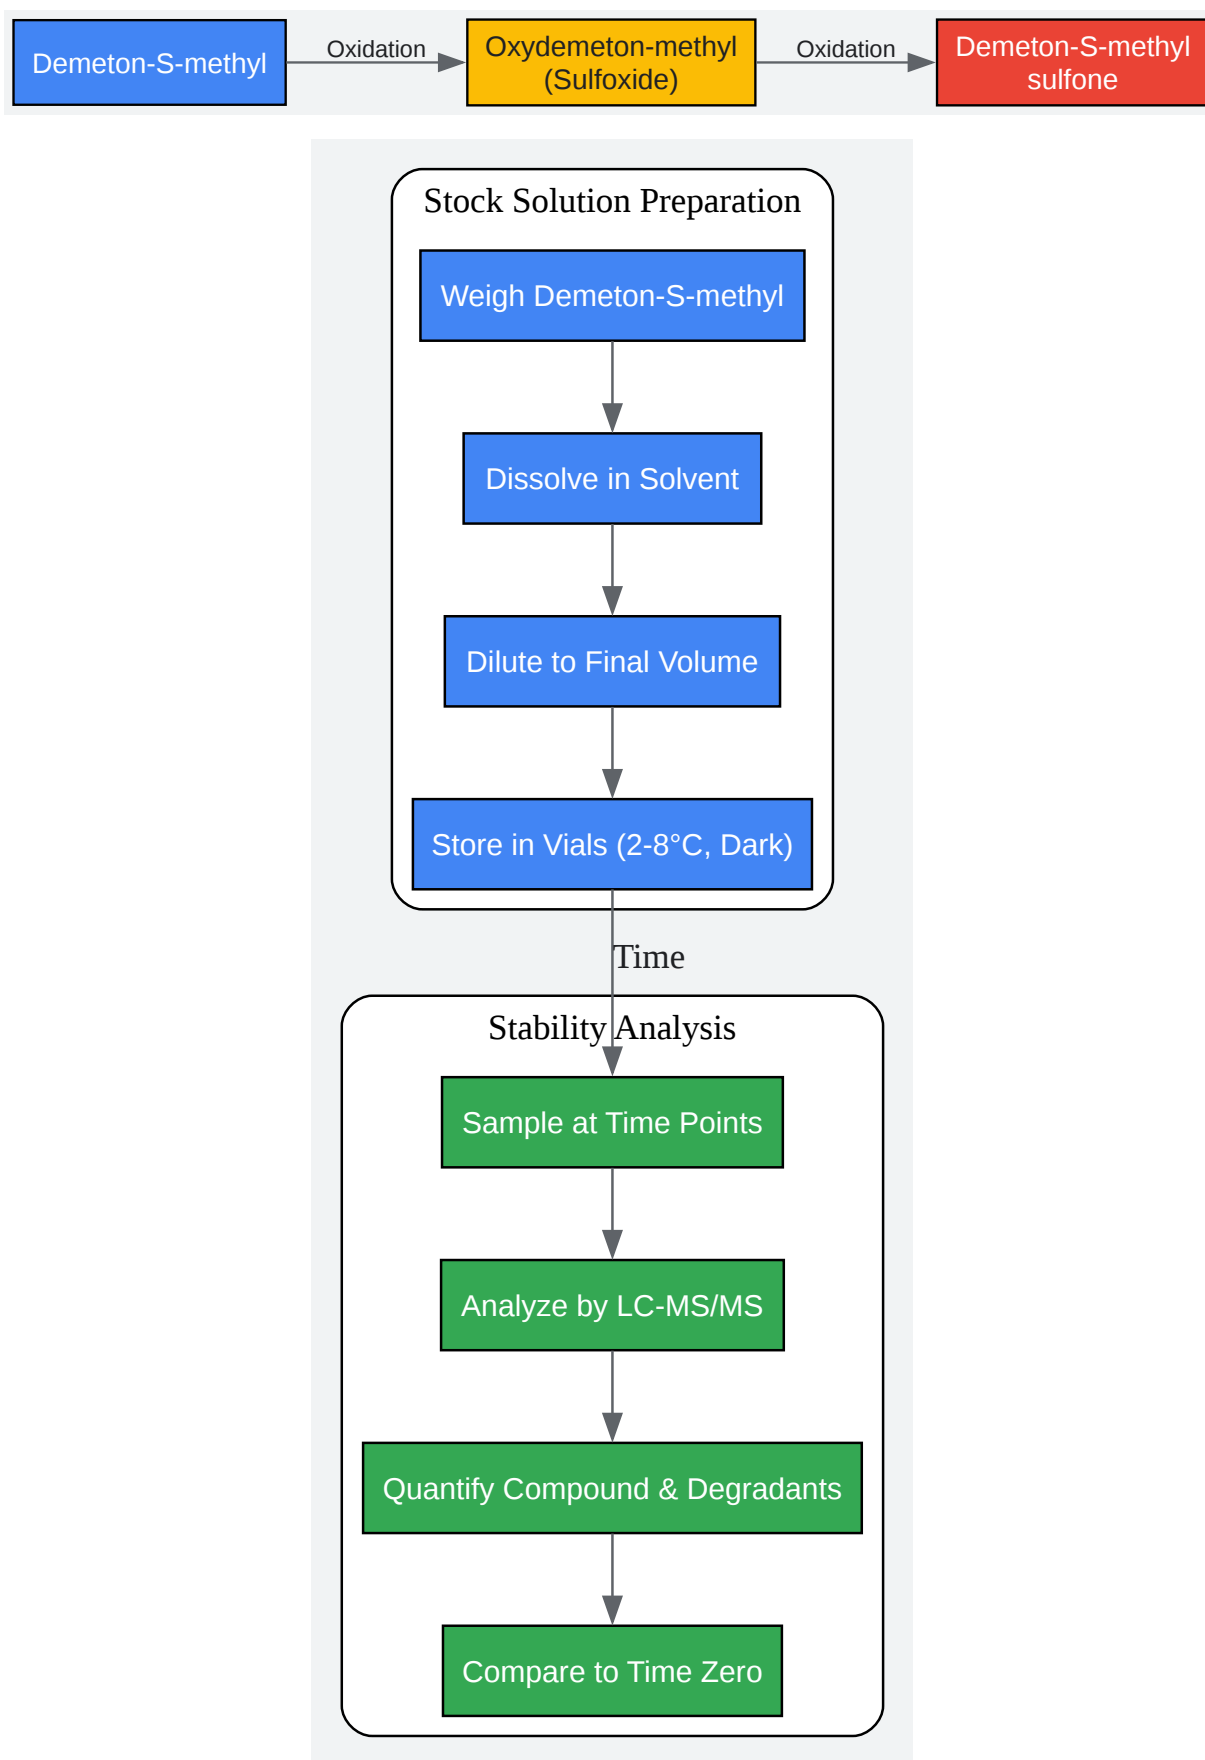 Demeton-S-methyl
Oxidation
Oxydemeton-methyl
(Sulfoxide)
Oxidation
Demeton-S-methyl
sulfone
Stock Solution Preparation
Weigh Demeton-S-methyl
Dissolve in Solvent
Dilute to Final Volume
Store in Vials (2-8°C, Dark)
Time
Stability Analysis
Sample at Time Points
Analyze by LC-MS/MS
Quantify Compound & Degradants
Compare to Time Zero